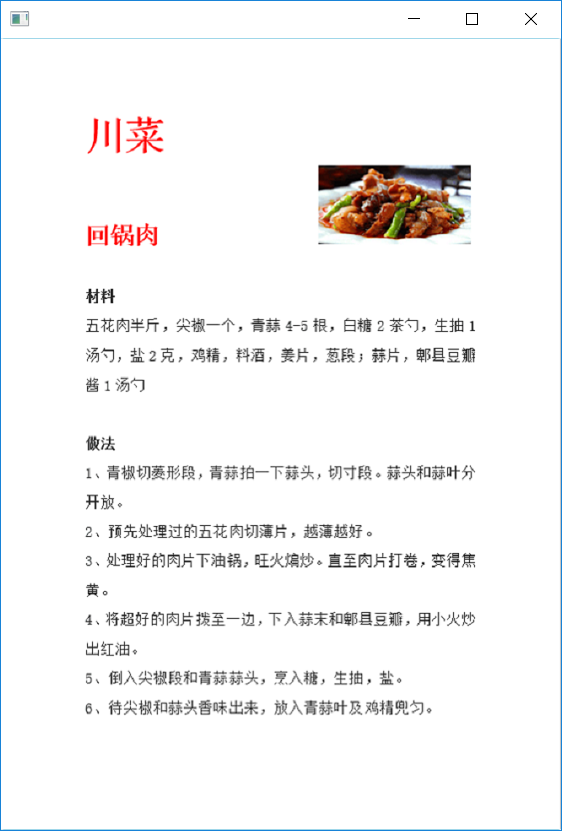 川菜
回锅肉
材料
五花肉半斤，尖椒一个，青蒜 4-5 根，白糖 2 茶勺，生抽 1
汤勺，盐 2 克，鸡精，料酒，姜片，葱段；蒜片，郫县豆瓣
酱 1 汤勺
做法
1、青椒切菱形段，青蒜拍一下蒜头，切寸段。蒜头和蒜叶分
开放。
2、预先处理过的五花肉切薄片，越薄越好。
3、处理好的肉片下油锅，旺火煸炒。直至肉片打卷，变得焦
黄。
4、将超好的肉片拨至一边，下入蒜末和郫县豆瓣，用小火炒
出红油。
5、倒入尖椒段和青蒜蒜头，烹入糖，生抽，盐。
6、待尖椒和蒜头香味出来，放入青蒜叶及鸡精兜匀。